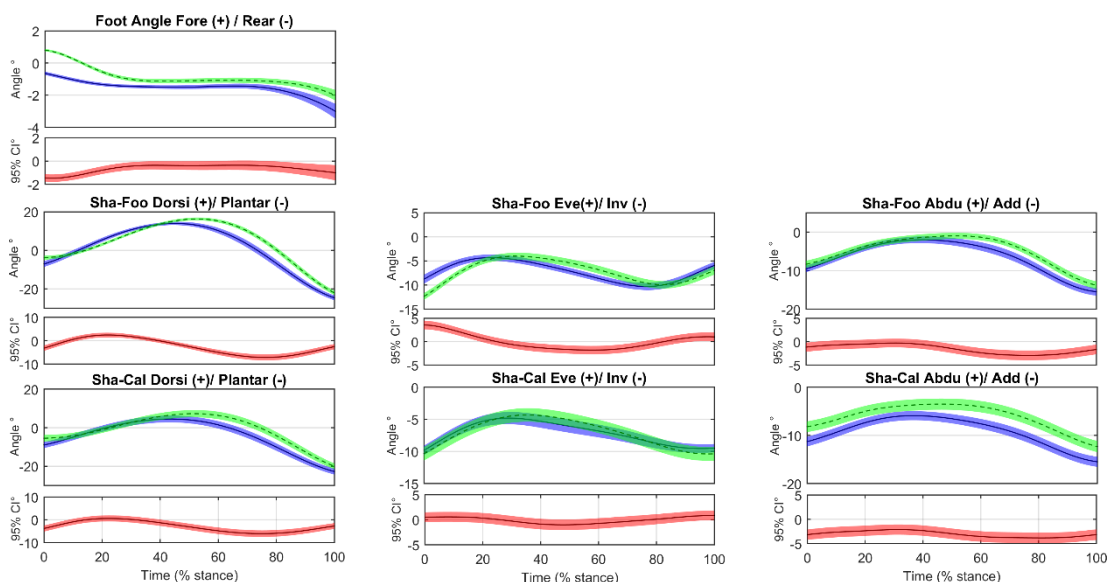 Foot Angle Fore (+) / Rear (-)
2
0
-2
-4
Angle °
2
0
-2
95% CI°
Sha-Foo Dorsi (+)/ Plantar (-)
20
0
-20
Angle °
10
0
-10
95% CI°
Sha-Foo Eve(+)/ Inv (-)
5
0
-5
-10
-15
Angle °
5
0
-5
95% CI°
Sha-Foo Abdu (+)/ Add (-)
0
-10
-20
Angle °
5
0
-5
95% CI°
Sha-Cal Dorsi (+)/ Plantar (-)
20
0
-20
Angle °
10
0
-10
95% CI°
0 20 40 60 80 100
Time (% stance)
Sha-Cal Eve (+)/ Inv (-)
5
0
-5
-10
-15
Angle °
5
0
-5
95% CI°
0 20 40 60 80 100
Time (% stance)
Sha-Cal Abdu (+)/ Add (-)
0
-10
-20
Angle °
5
0
-5
95% CI°
0 20 40 60 80 100
Time (% stance)